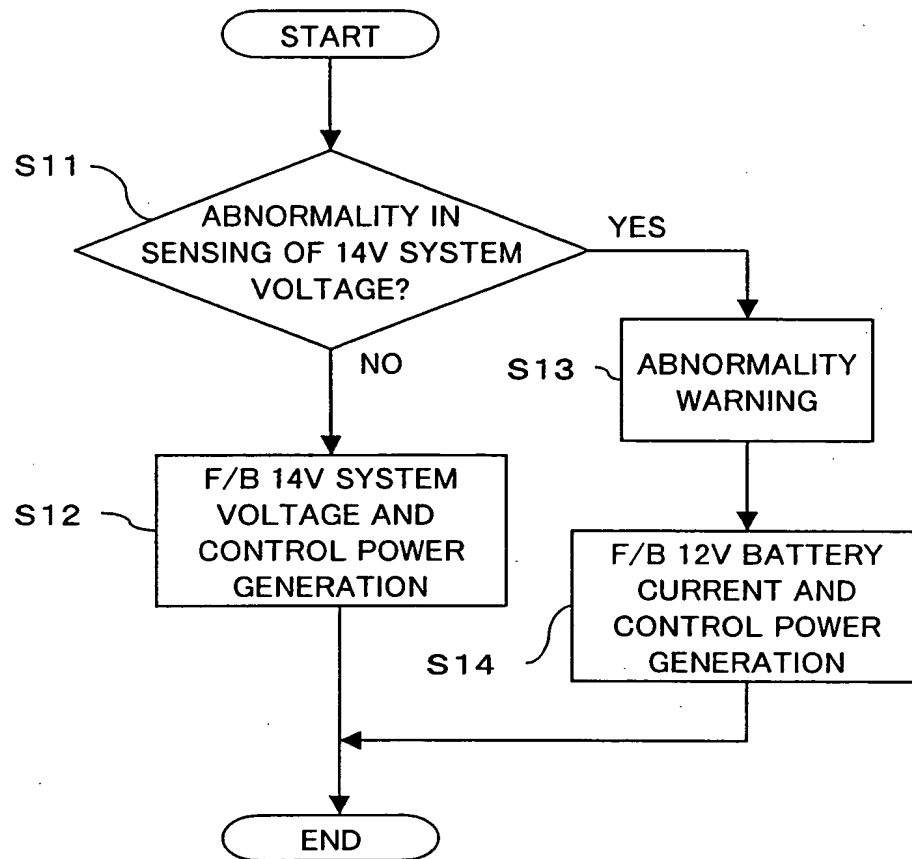 START
S11
ABNORMALITY IN
SENSING OF 14V SYSTEM
VOLTAGE?
YES
NO
S13
ABNORMALITY
WARNING
S12
F/B 14V SYSTEM
VOLTAGE AND
CONTROL POWER
GENERATION
S14
F/B 12V BATTERY
CURRENT AND
CONTROL POWER
GENERATION
END